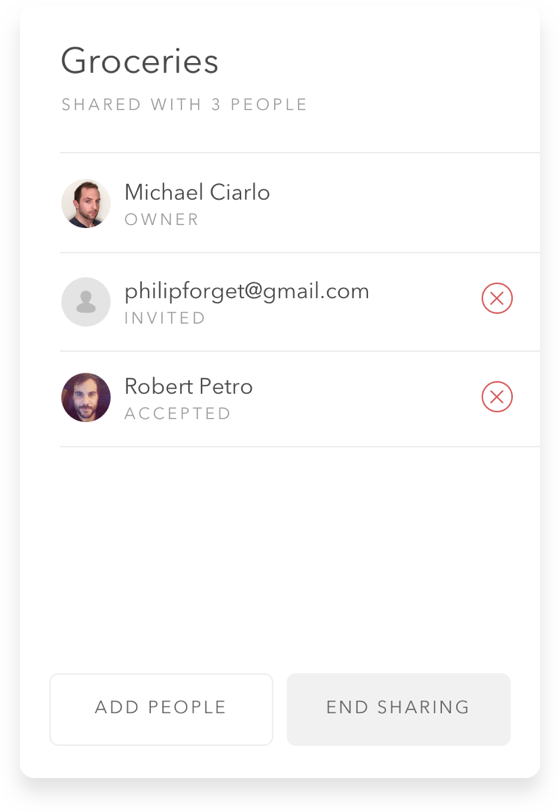 Groceries
SHARED WITH 3 PEOPLE
Michael Ciarlo
OWNER
philipforget@gmail.com
INVITED
Robert Petro
ACCEPTED
ADD PEOPLE
END SHARING